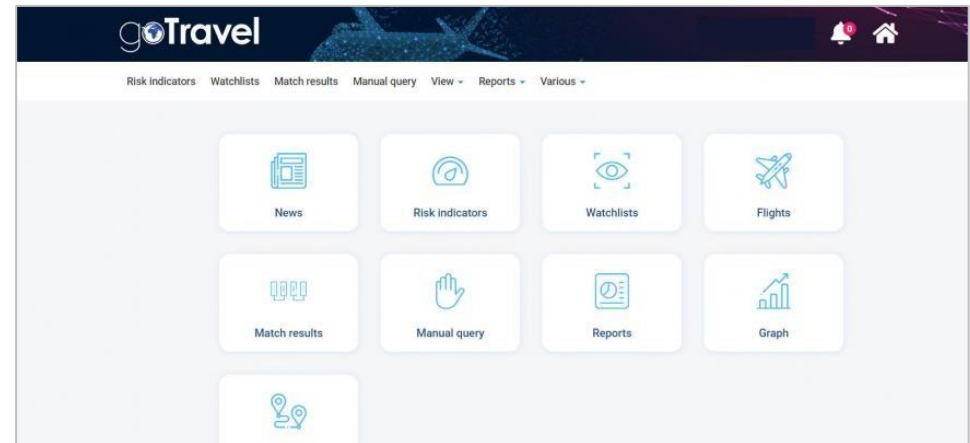 goTravel
0
Risk indicators Watchlists Match results Manual query View Reports Various
News Risk indicators Watchlists Flights
Match results Manual query Reports Graph